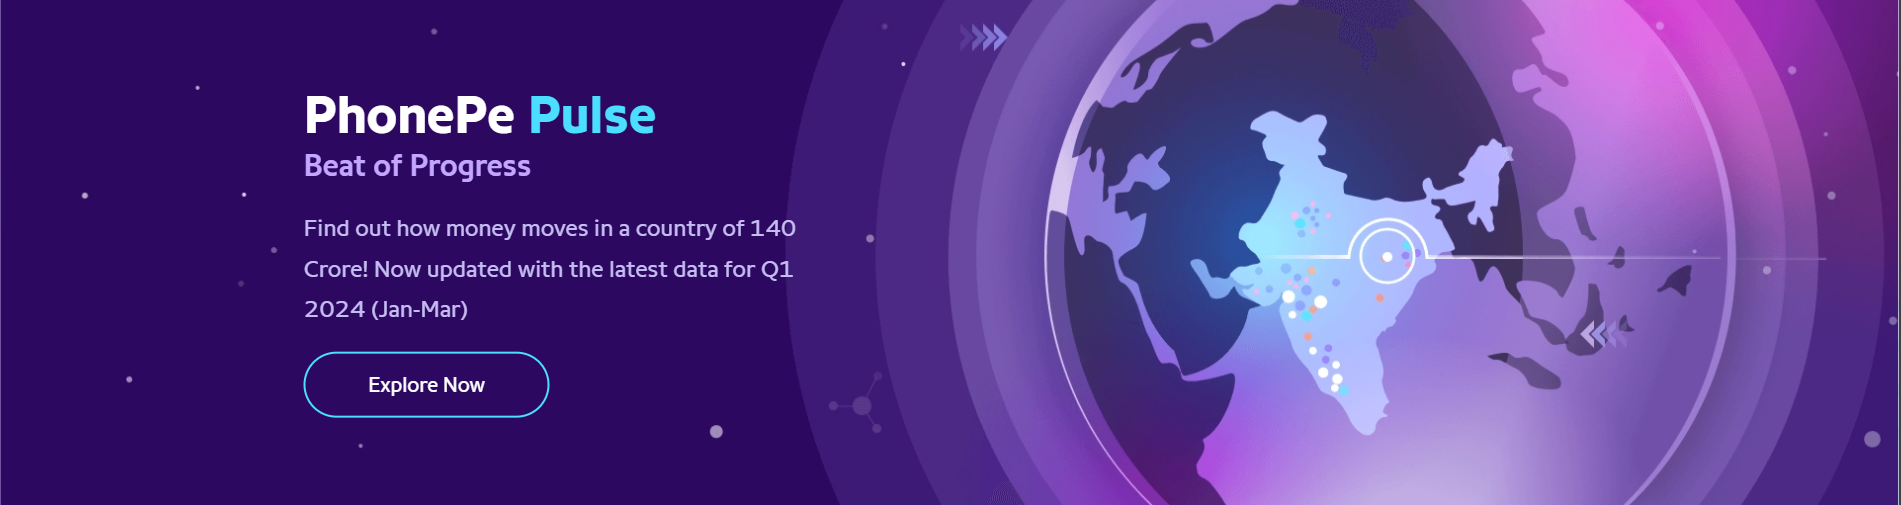 PhonePe Pulse
Beat of Progress
Find out how money moves in a country of 140
Crore! Now updated with the latest data for Q1
2024 (Jan-Mar)
Explore Now